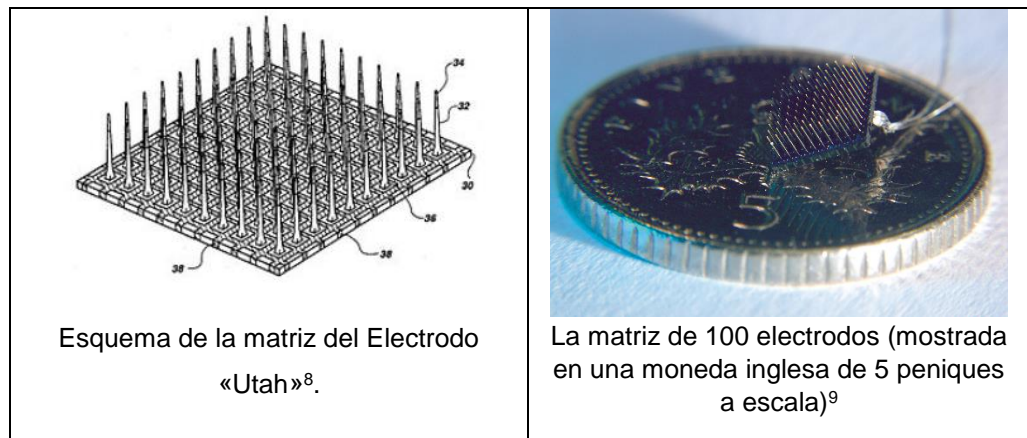 34
32
30
36
38
38
Esquema de la matriz del Electrodo
«Utah»⁸.
5
La matriz de 100 electrodos (mostrada
en una moneda inglesa de 5 peniques
a escala)⁹